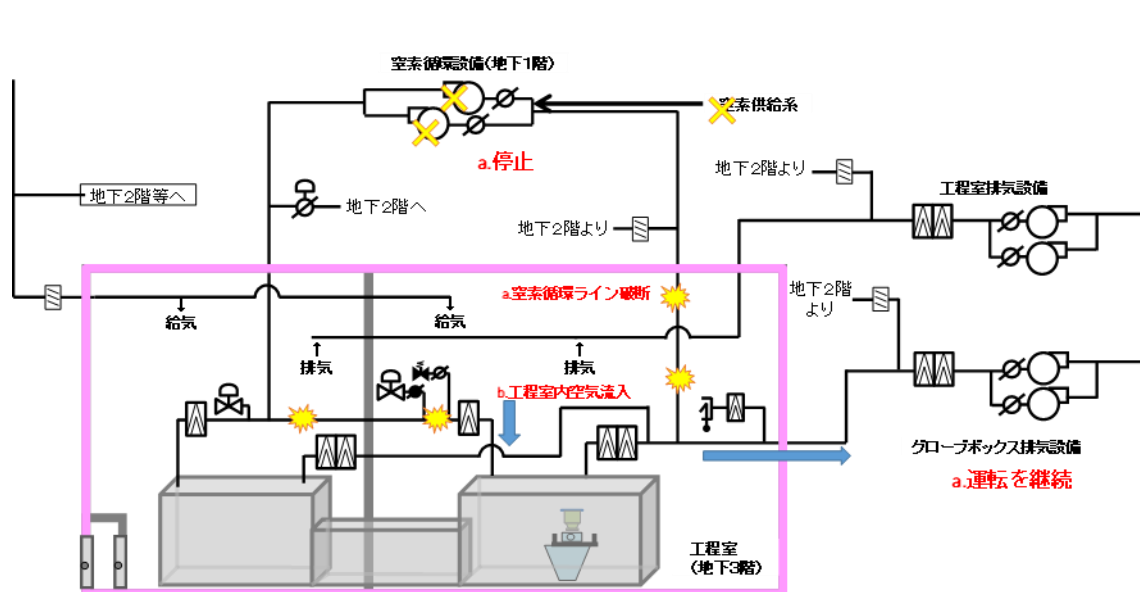 窒素循環設備(地下1階)
窒素供給系
a.停止
地下2階より
工程室排気設備
地下2階等へ
地下2階へ
地下2階より
a.窒素循環ライン破断
地下2階
より
給気
給気
排気
排気
b.工程室内空気流入
グローブボックス排気設備
a.運転を継続
工程室
(地下3階)